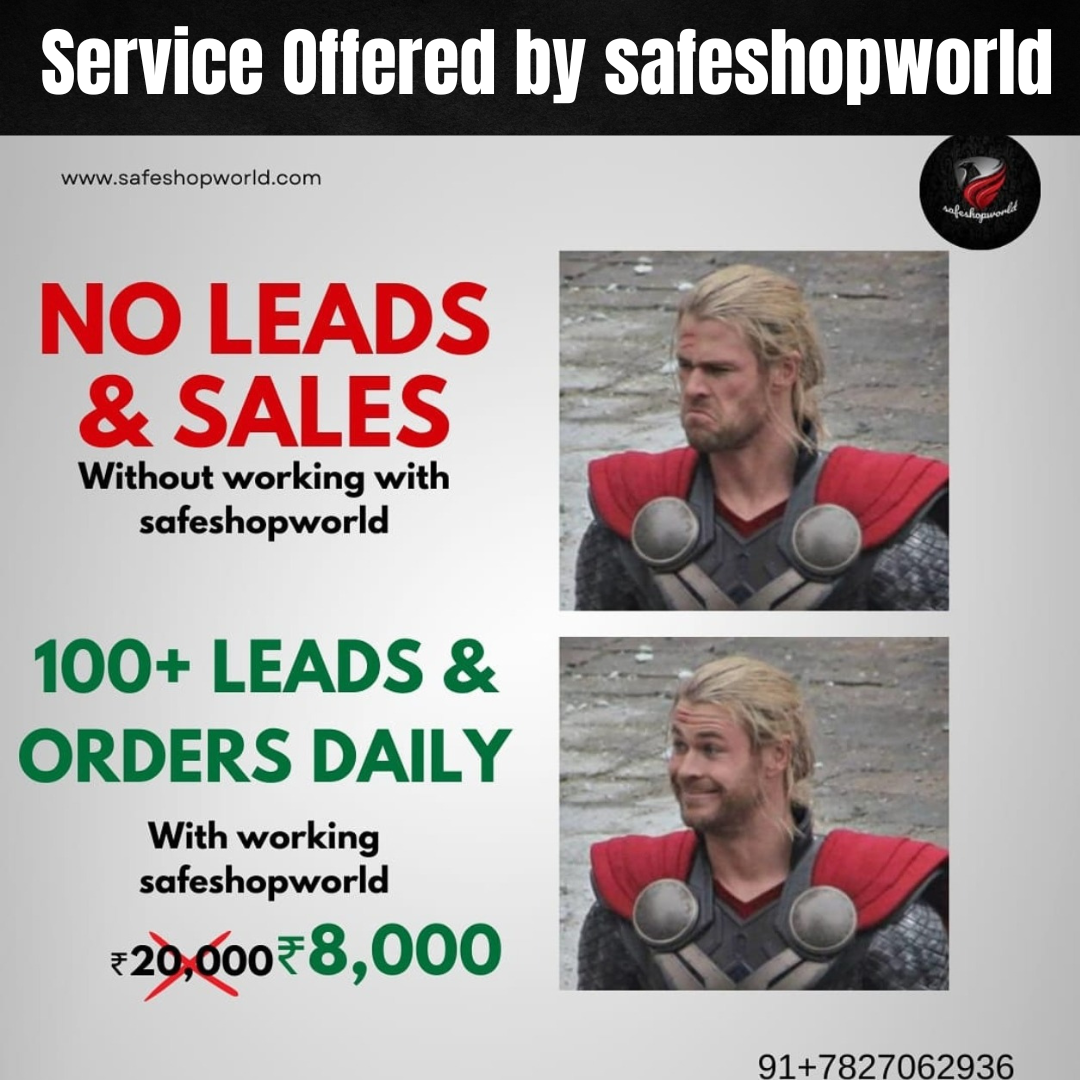 Service Offered by safeshopworld
www.safeshopworld.com
safeshopworld
NO LEADS
& SALES
Without working with
safeshopworld
100+ LEADS &
ORDERS DAILY
With working
safeshopworld
₹20,000 ₹8,000
91+7827062936